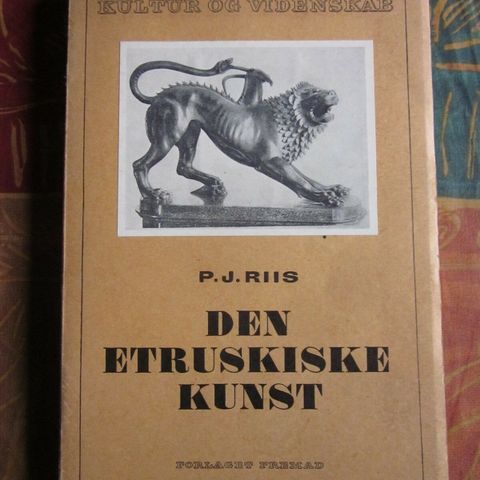 KULTUR OG VIDENSKAB
P.J.RIIS
DEN
ETRUSKISKE
KUNST
FORLAGET FREMAD